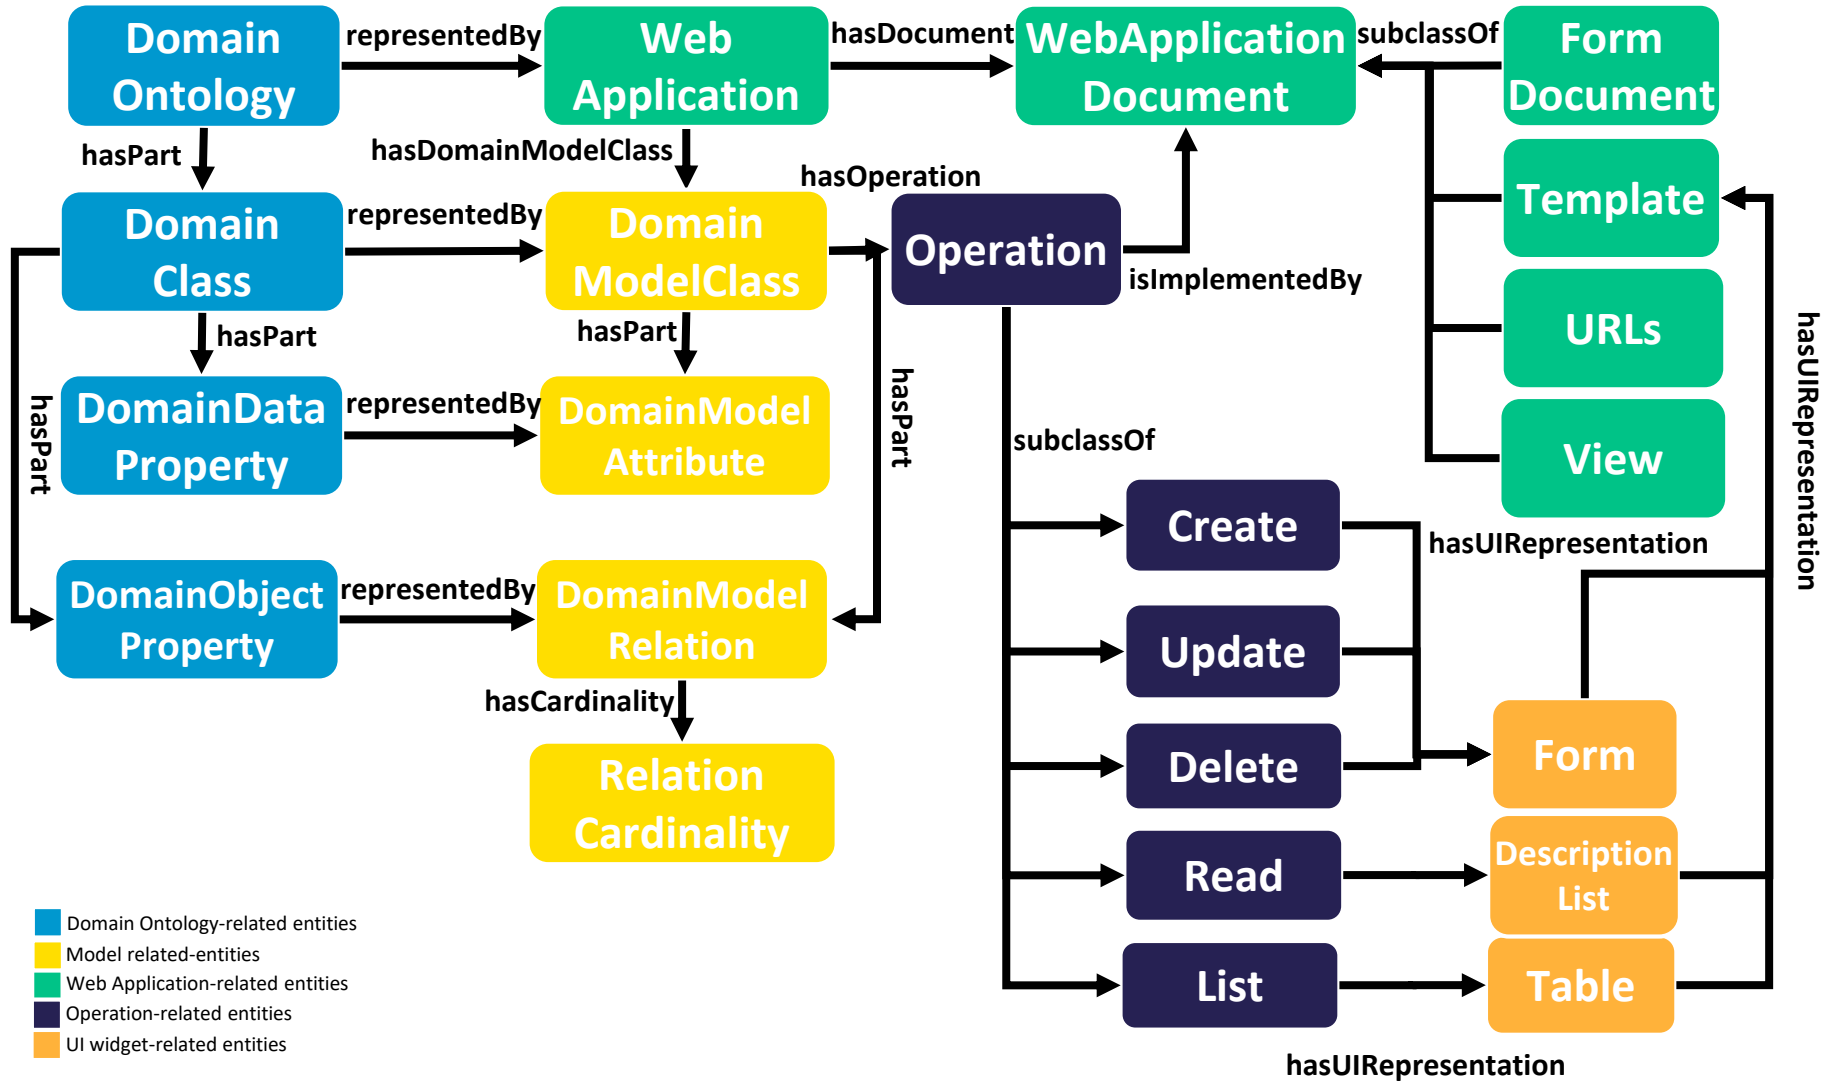 Domain
Ontology
representedBy
Web
Application
hasDocument
WebApplication
Document
subclassOf
Form
Document
hasPart
hasDomainModelClass
hasOperation
Template
Domain
Class
representedBy
Domain
ModelClass
Operation
isImplementedBy
URLs
hasUIRepresentation
hasPart
hasPart
hasPart
hasPart
DomainData
Property
representedBy
DomainModel
Attribute
subclassOf
View
Create
hasUIRepresentation
DomainObject
Property
representedBy
DomainModel
Relation
Update
hasCardinality
Delete
Form
Relation
Cardinality
Read
Description
List
List
Table
hasUIRepresentation
Domain Ontology-related entities
Model related-entities
Web Application-related entities
Operation-related entities
UI widget-related entities